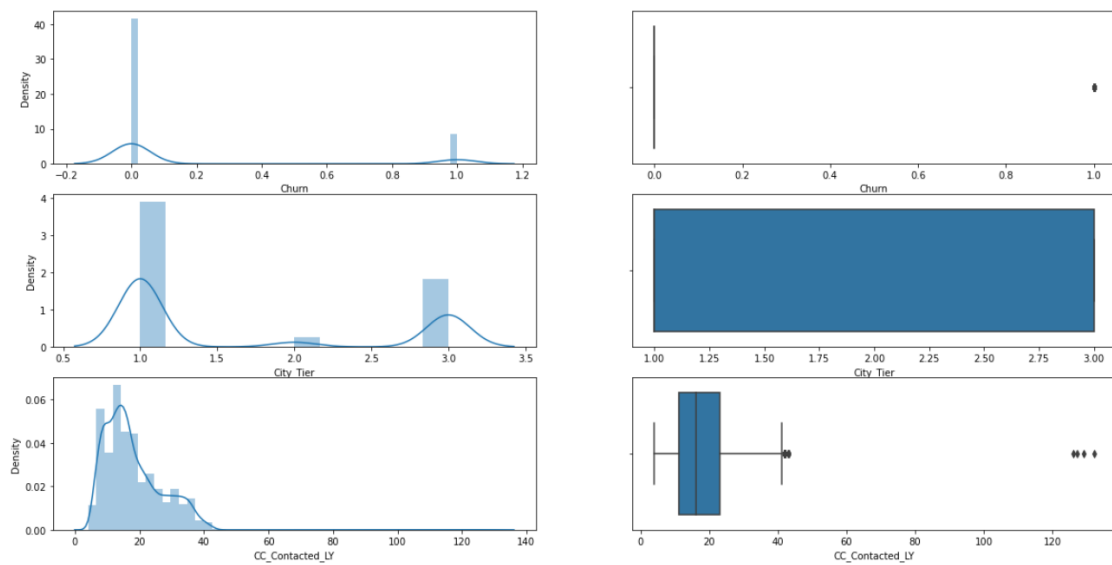 40
30
20
10
0
Density
−0.2 0.0 0.2 0.4 0.6 0.8 1.0 1.2
Churn
0.0 0.2 0.4 0.6 0.8 1.0
Churn
4
3
2
1
0
Density
0.5 1.0 1.5 2.0 2.5 3.0 3.5
City_Tier
1.00 1.25 1.50 1.75 2.00 2.25 2.50 2.75 3.00
City_Tier
0.06
0.04
0.02
0.00
Density
0 20 40 60 80 100 120 140
CC_Contacted_LY
0 20 40 60 80 100 120
CC_Contacted_LY